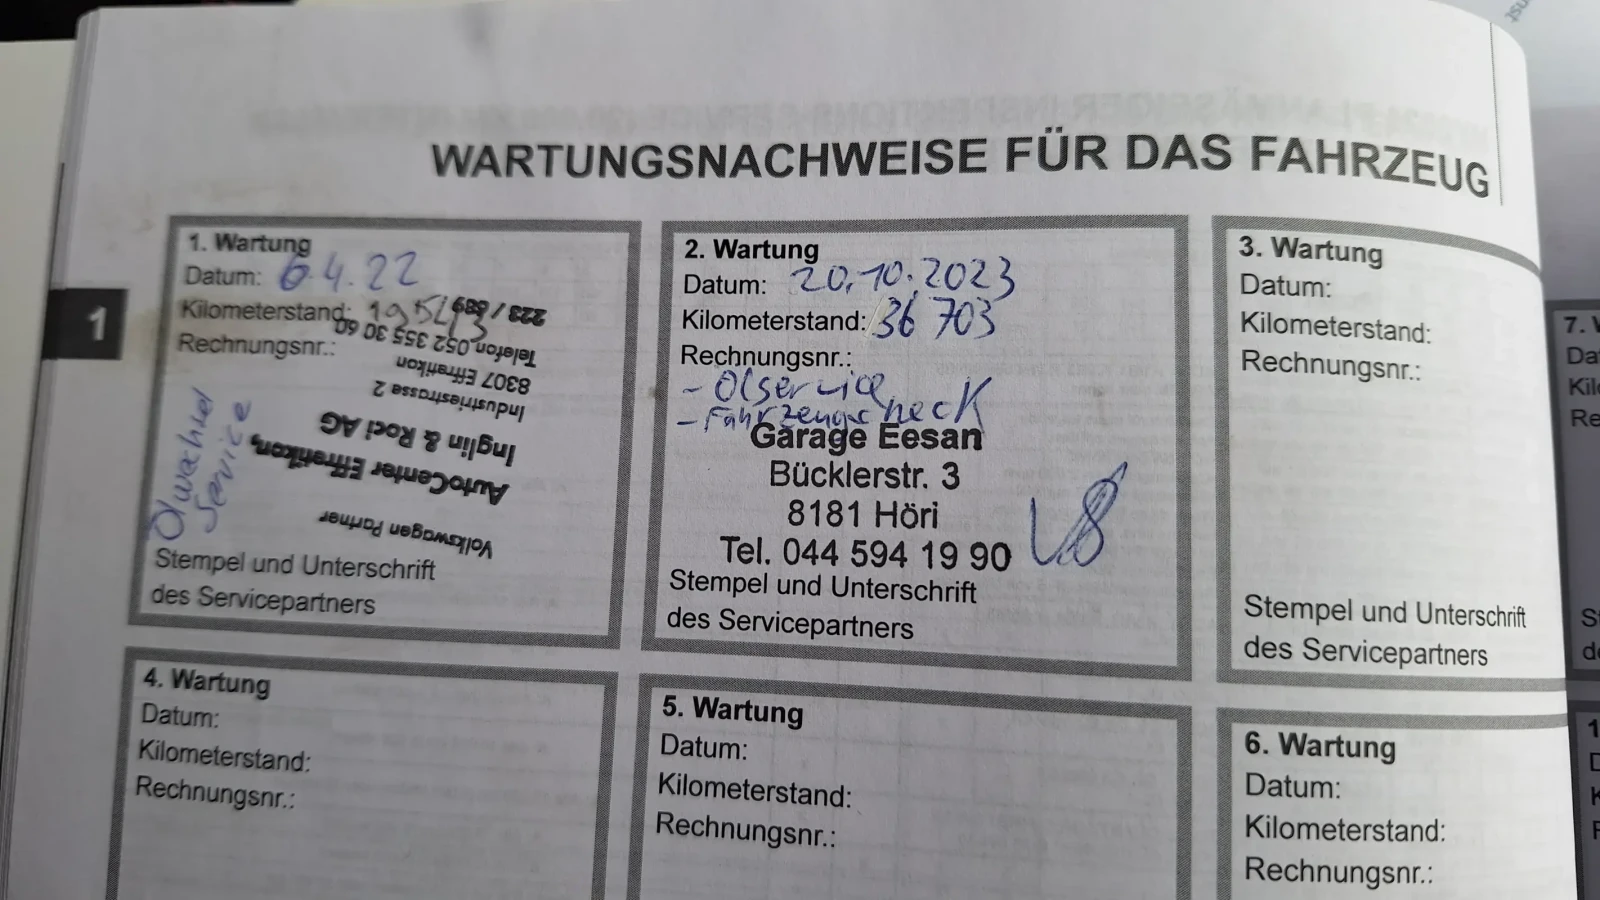 WARTUNGSNACHWEISE FÜR DAS FAHRZEUG
1
1. Wartung
Datum: 6.4.22
Kilometerstand: 19543
Rechnungsnr.:
Ölwechsel
Service
Volkswagen Partner
AutoCenter Effretikon,
Inglin & Roci AG
Industriestrasse 2
8307 Effretikon
Telefon 052 355 30 60
223 / 689
Stempel und Unterschrift
des Servicepartners
2. Wartung
Datum: 20.10.2023
Kilometerstand: 36 703
Rechnungsnr.:
- Ölservice
- Fahrzeugcheck
Garage Eesan
Bücklerstr. 3
8181 Höri
Tel. 044 594 19 90
Stempel und Unterschrift
des Servicepartners
3. Wartung
Datum:
Kilometerstand:
Rechnungsnr.:
Stempel und Unterschrift
des Servicepartners
4. Wartung
Datum:
Kilometerstand:
Rechnungsnr.:
5. Wartung
Datum:
Kilometerstand:
Rechnungsnr.:
6. Wartung
Datum:
Kilometerstand:
Rechnungsnr.:
7.